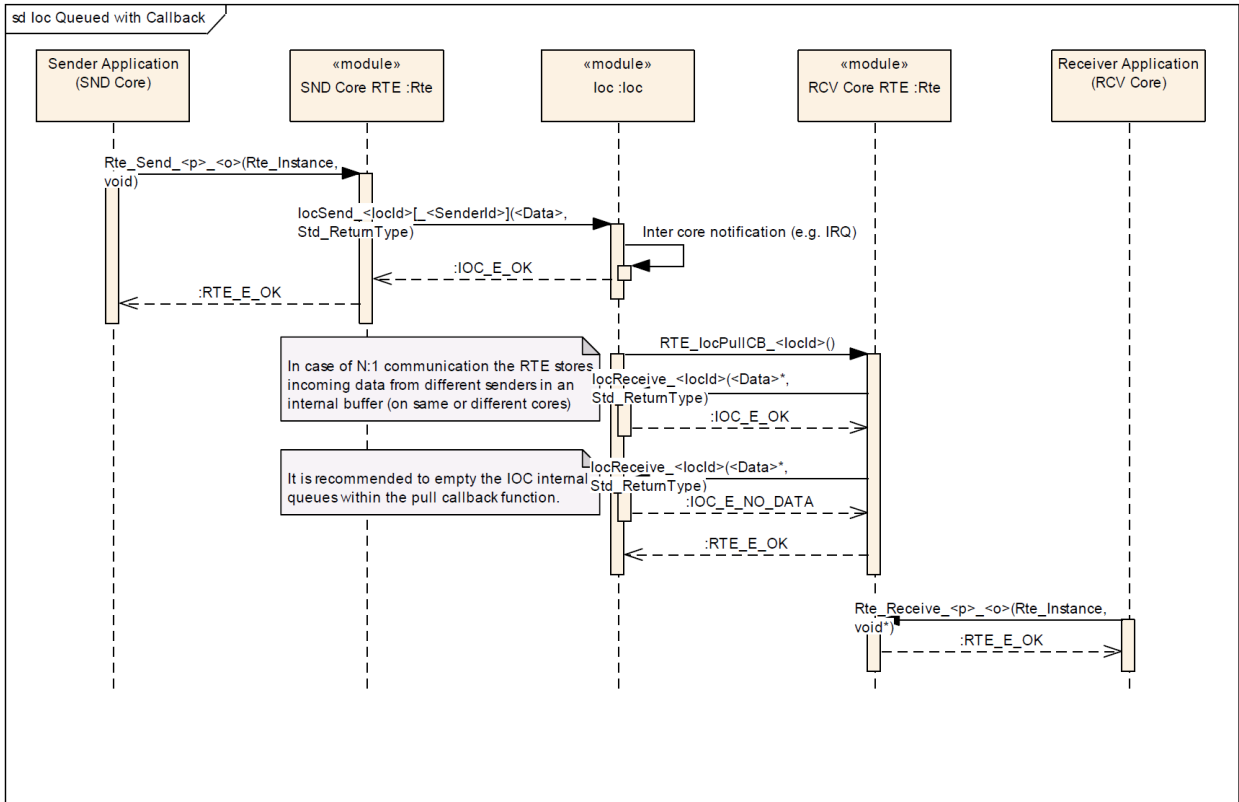 sd Ioc Queued with Callback
Sender Application
(SND Core)
«module»
SND Core RTE :Rte
«module»
Ioc :Ioc
«module»
RCV Core RTE :Rte
Receiver Application
(RCV Core)
Rte_Send_<p>_<o>(Rte_Instance,
void)
IocSend_<IocId>[_<SenderId>](<Data>,
Std_ReturnType)
Inter core notification (e.g. IRQ)
:IOC_E_OK
:RTE_E_OK
RTE_IocPullCB_<IocId>()
In case of N:1 communication the RTE stores
incoming data from different senders in an
internal buffer (on same or different cores)
IocReceive_<IocId>(<Data>*,
Std_ReturnType)
:IOC_E_OK
It is recommended to empty the IOC internal
queues within the pull callback function.
IocReceive_<IocId>(<Data>*,
Std_ReturnType)
:IOC_E_NO_DATA
:RTE_E_OK
Rte_Receive_<p>_<o>(Rte_Instance,
void*)
:RTE_E_OK